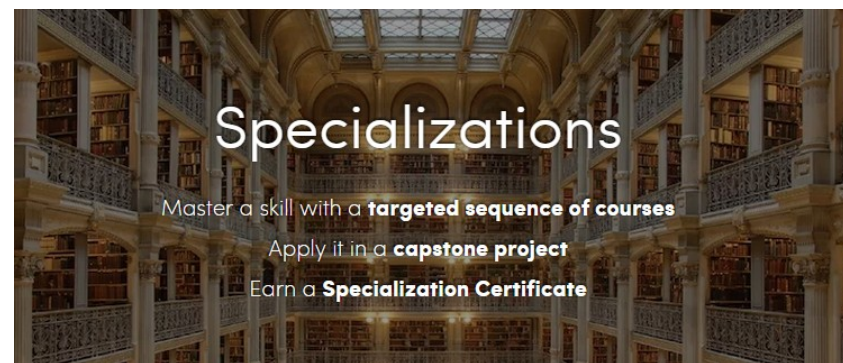 Specializations
Master a skill with a targeted sequence of courses
Apply it in a capstone project
Earn a Specialization Certificate